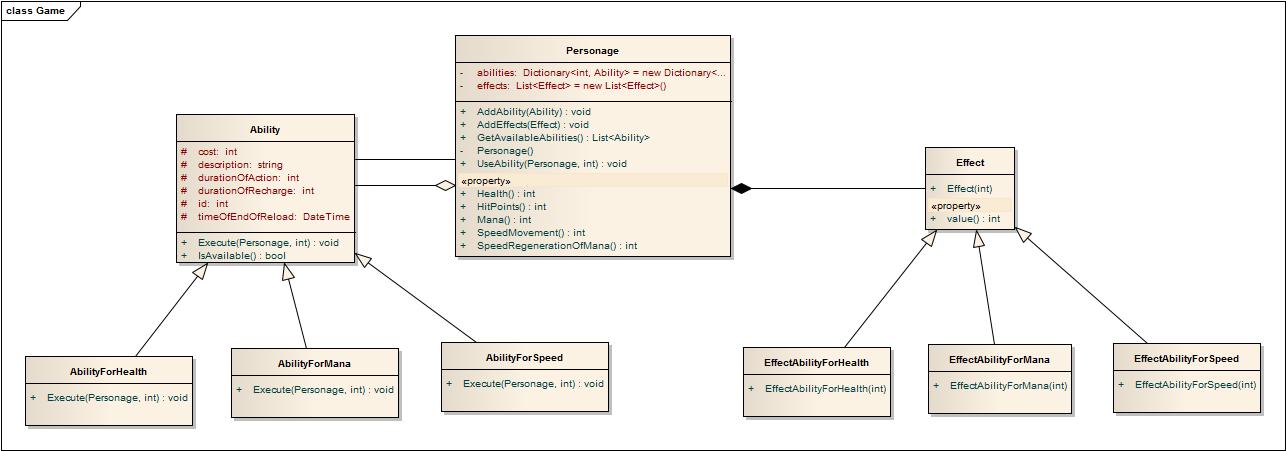 class Game
Personage
- abilities: Dictionary<int, Ability> = new Dictionary<...
- effects: List<Effect> = new List<Effect>()
+ AddAbility(Ability) : void
+ AddEffects(Effect) : void
+ GetAvailableAbilities() : List<Ability>
- Personage()
+ UseAbility(Personage, int) : void
«property»
+ Health() : int
+ HitPoints() : int
+ Mana() : int
+ SpeedMovement() : int
+ SpeedRegenerationOfMana() : int
Ability
# cost: int
# description: string
# durationOfAction: int
# durationOfRecharge: int
# id: int
# timeOfEndOfReload: DateTime
+ Execute(Personage, int) : void
+ IsAvailable() : bool
Effect
+ Effect(int)
«property»
+ value() : int
AbilityForHealth
+ Execute(Personage, int) : void
AbilityForMana
+ Execute(Personage, int) : void
AbilityForSpeed
+ Execute(Personage, int) : void
EffectAbilityForHealth
+ EffectAbilityForHealth(int)
EffectAbilityForMana
+ EffectAbilityForMana(int)
EffectAbilityForSpeed
+ EffectAbilityForSpeed(int)